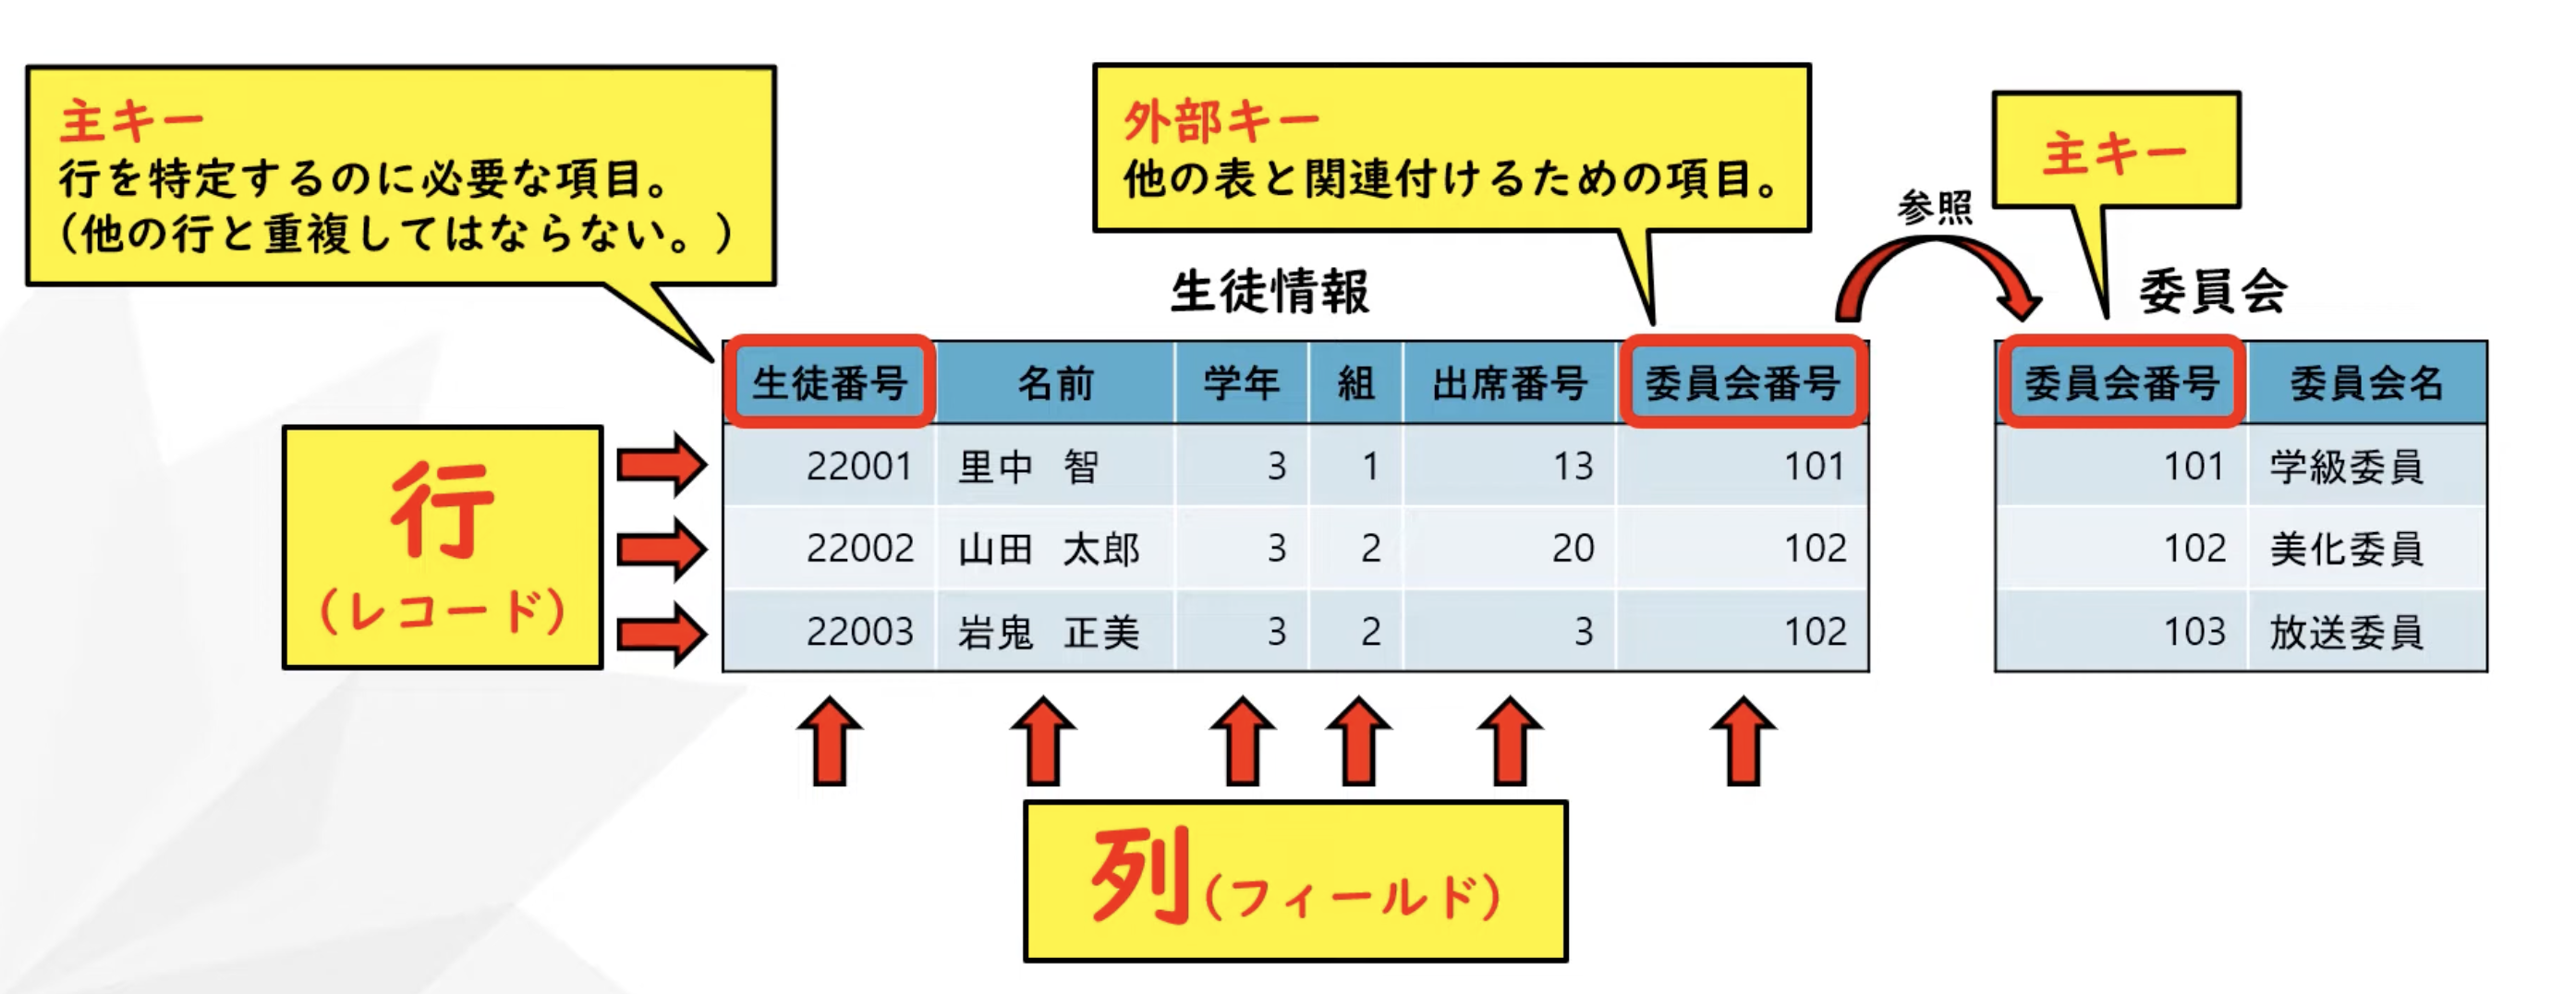 主キー
行を特定するのに必要な項目。
（他の行と重複してはならない。）
外部キー
他の表と関連付けるための項目。
主キー
参照
生徒情報
委員会
生徒番号 名前 学年 組 出席番号 委員会番号
22001 里中 智 3 1 13 101
22002 山田 太郎 3 2 20 102
22003 岩鬼 正美 3 2 3 102
委員会番号 委員会名
101 学級委員
102 美化委員
103 放送委員
行
（レコード）
列（フィールド）